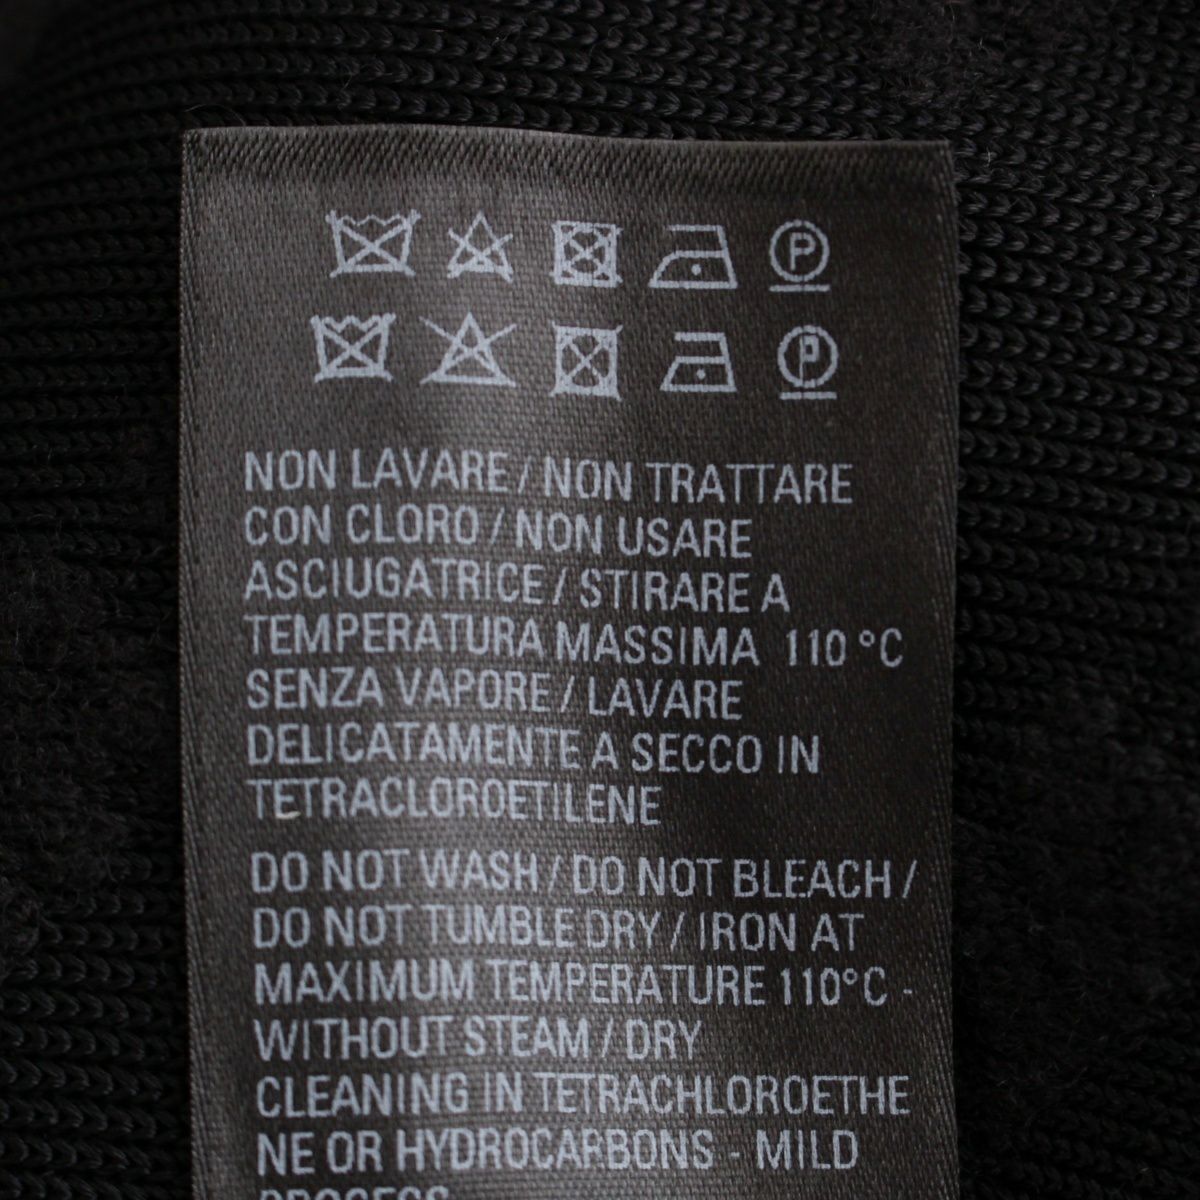 P
P
NON LAVARE / NON TRATTARE
CON CLORO / NON USARE
ASCIUGATRICE / STIRARE A
TEMPERATURA MASSIMA 110 °C
SENZA VAPORE / LAVARE
DELICATAMENTE A SECCO IN
TETRACLOROETILENE
DO NOT WASH / DO NOT BLEACH /
DO NOT TUMBLE DRY / IRON AT
MAXIMUM TEMPERATURE 110°C -
WITHOUT STEAM / DRY
CLEANING IN TETRACHLOROETHE
NE OR HYDROCARBONS - MILD
PROCESS